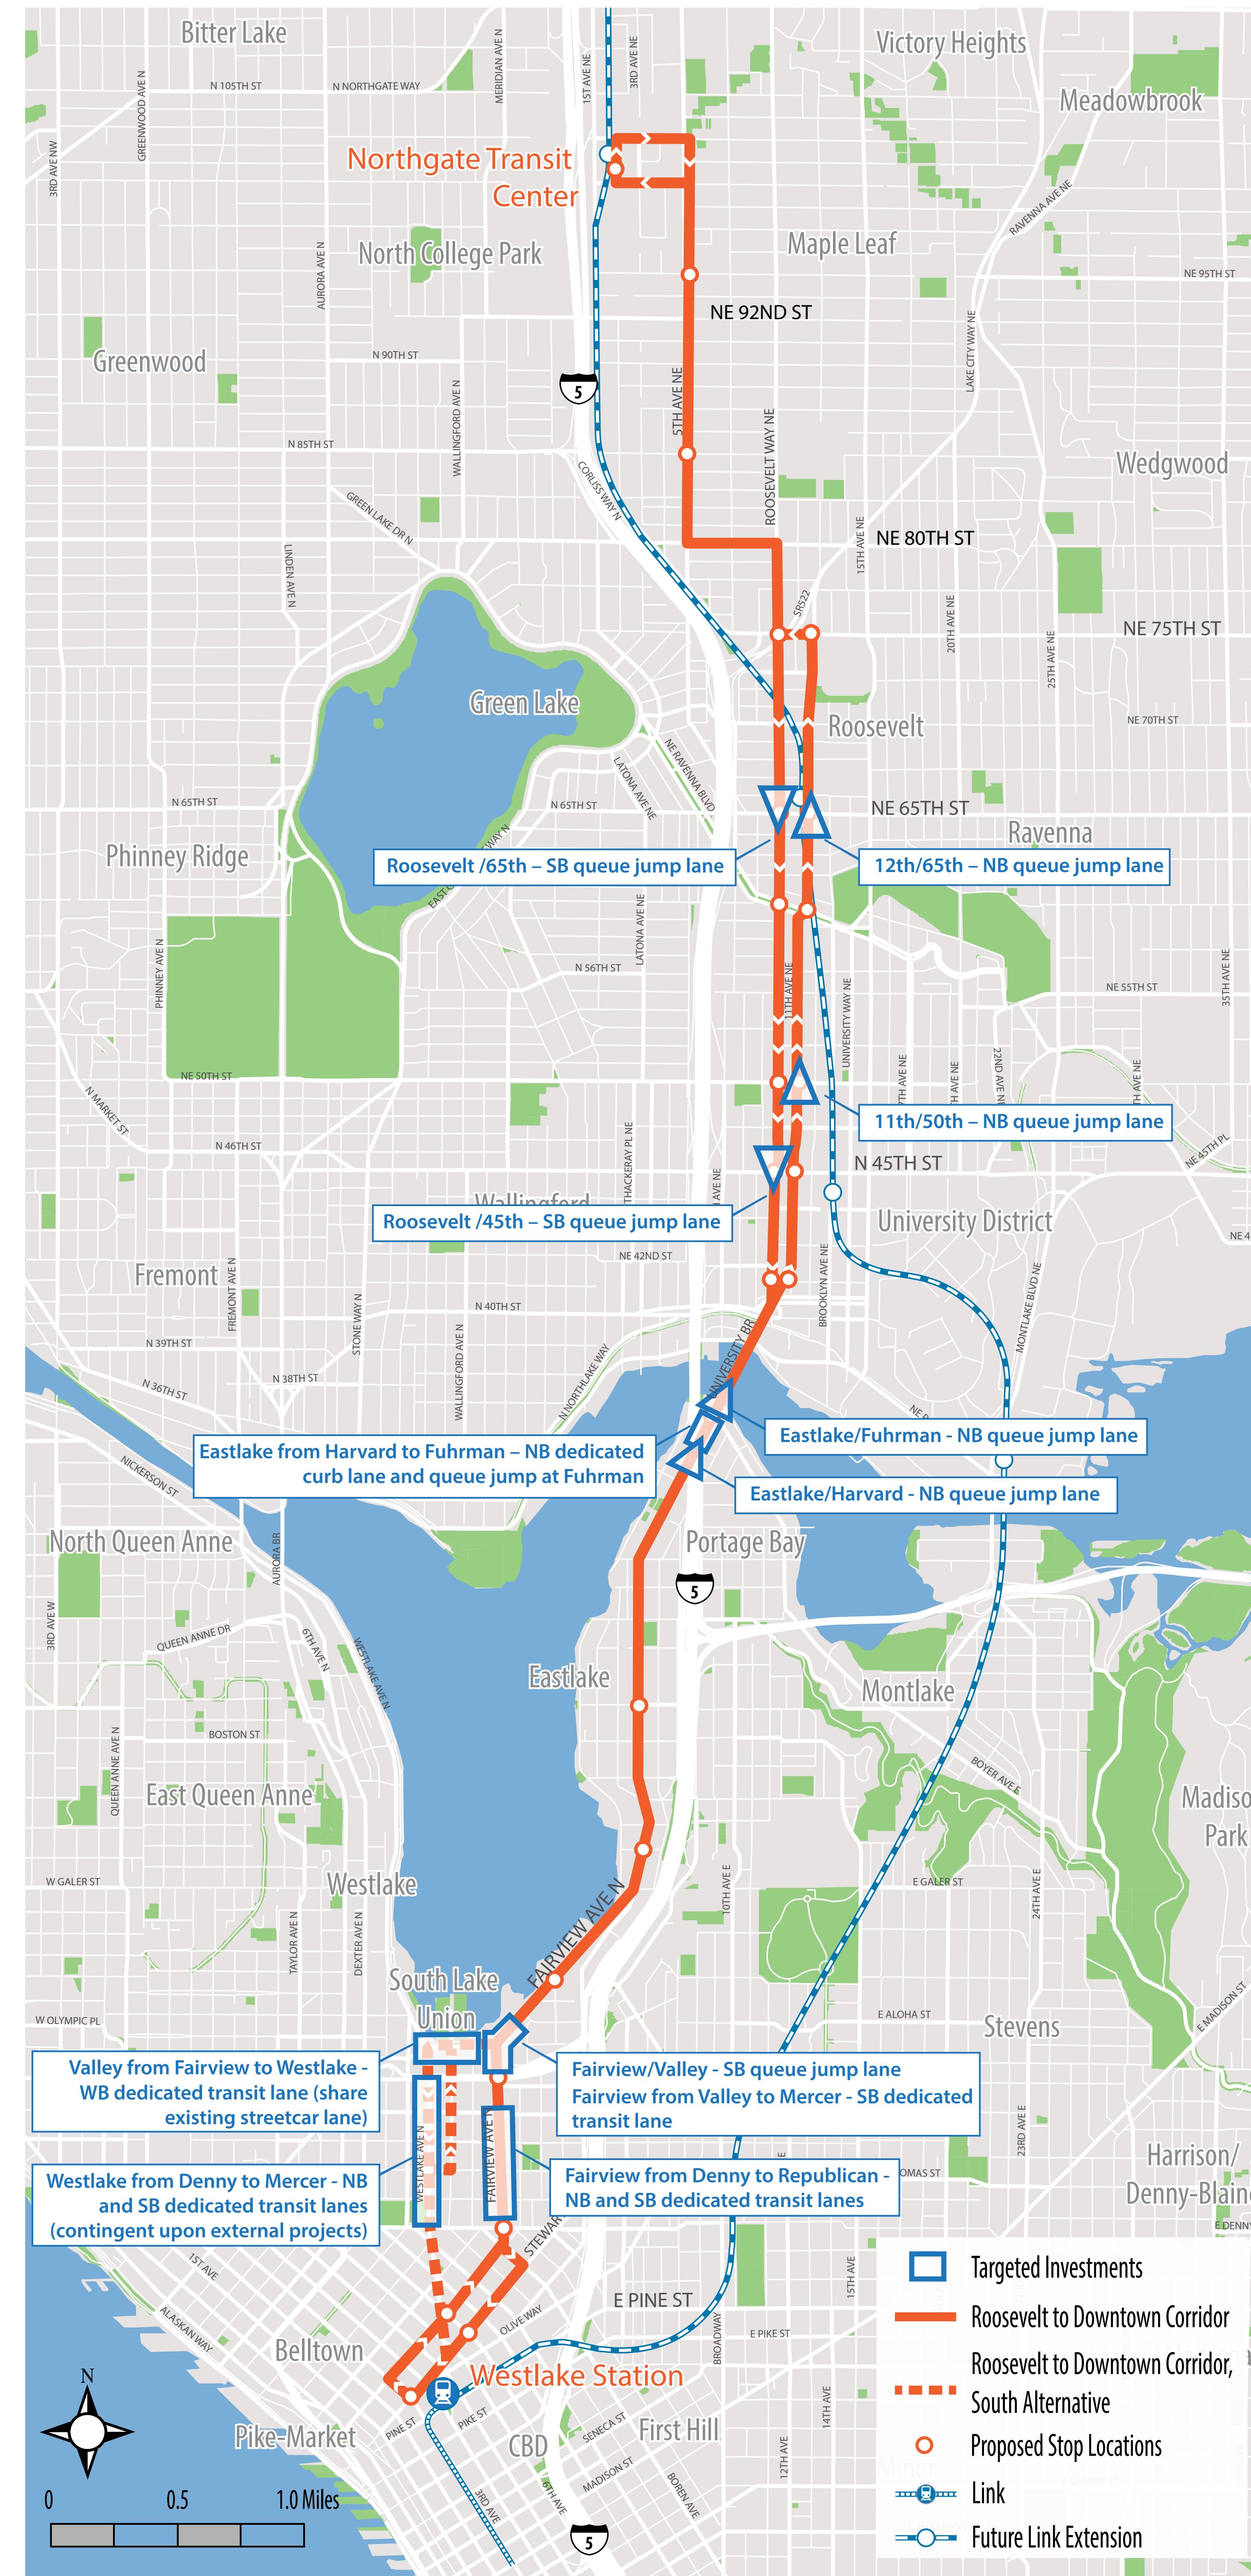 Bitter Lake
Victory Heights
Meadowbrook
GREENWOOD AVE N
N 105TH ST
N NORTHGATE WAY
MERIDIAN AVE N
1ST AVE NE
3RD AVE NE
3RD AVE NW
Northgate Transit
Center
RAVENNA AVE NE
North College Park
AURORA AVE N
Maple Leaf
NE 95TH ST
NE 92ND ST
LAKE CITY WAY NE
Greenwood
N 90TH ST
5
5TH AVE NE
WALLINGFORD AVE N
ROOSEVELT WAY NE
N 85TH ST
Wedgwood
CORLISS WAY N
GREEN LAKE DR N
15TH AVE NE
NE 80TH ST
LINDEN AVE N
SR522
20TH AVE NE
25TH AVE NE
NE 75TH ST
Green Lake
Roosevelt
NE 70TH ST
NE RAVENNA BLVD
LATONA AVE NE
N 65TH ST
N 65TH ST
NE 65TH ST
Phinney Ridge
Ravenna
WAY N
Roosevelt /65th – SB queue jump lane
12th/65th – NB queue jump lane
LATONA AVE NE
PHINNEY AVE N
N 56TH ST
11TH AVE NE
UNIVERSITY WAY NE
NE 55TH ST
35TH AVE NE
22ND AVE NE
NE 50TH ST
N MARKET ST
11th/50th – NB queue jump lane
N 46TH ST
THACKERAY PL NE
AVE NE
N 45TH ST
NE 45TH PL
Wallingford
Roosevelt /45th – SB queue jump lane
University District
NE 4
NE 42ND ST
Fremont
FREMONT AVE N
STONE WAY N
BROOKLYN AVE NE
MONTLAKE BLVD NE
N 40TH ST
N 39TH ST
WALLINGFORD AVE N
N NORTHLAKE WAY
UNIVERSITY BR
N 38TH ST
N 36TH ST
Eastlake/Fuhrman - NB queue jump lane
Eastlake from Harvard to Fuhrman – NB dedicated
curb lane and queue jump at Fuhrman
NICKERSON ST
Eastlake/Harvard - NB queue jump lane
North Queen Anne
AURORA BR
Portage Bay
5
3RD AVE W
QUEEN ANNE DR
6TH AVE N
WESTLAKE AVE N
Eastlake
Montlake
BOSTON ST
QUEEN ANNE AVE N
BOYER AVE E
East Queen Anne
Madiso
Park
W GALER ST
Westlake
10TH AVE E
E GALER ST
24TH AVE E
FAIRVIEW AVE N
TAYLOR AVE N
DEXTER AVE N
South Lake
Union
W OLYMPIC PL
E ALOHA ST
Stevens
E MADISON ST
Valley from Fairview to Westlake -
WB dedicated transit lane (share
existing streetcar lane)
Fairview/Valley - SB queue jump lane
Fairview from Valley to Mercer - SB dedicated
transit lane
WESTLAKE AVE N
FAIRVIEW AVE N
23RD AVE E
Westlake from Denny to Mercer - NB
and SB dedicated transit lanes
(contingent upon external projects)
Fairview from Denny to Republican -
NB and SB dedicated transit lanes
OMAS ST
Harrison/
Denny-Blain
E DENN
STEWAR
1ST AVE
ALASKAN WAY
15TH AVE
E PINE ST
OLIVE WAY
BROADWAY
E PIKE ST
Belltown
Westlake Station
PINE ST
PIKE ST
14TH AVE
Pike-Market
CBD
SENECA ST
First Hill
MADISON ST
12TH AVE
BOREN AVE
3RD AVE
6TH AVE
5
N
0 0.5 1.0 Miles
Targeted Investments
Roosevelt to Downtown Corridor
Roosevelt to Downtown Corridor,
South Alternative
Proposed Stop Locations
Link
Future Link Extension